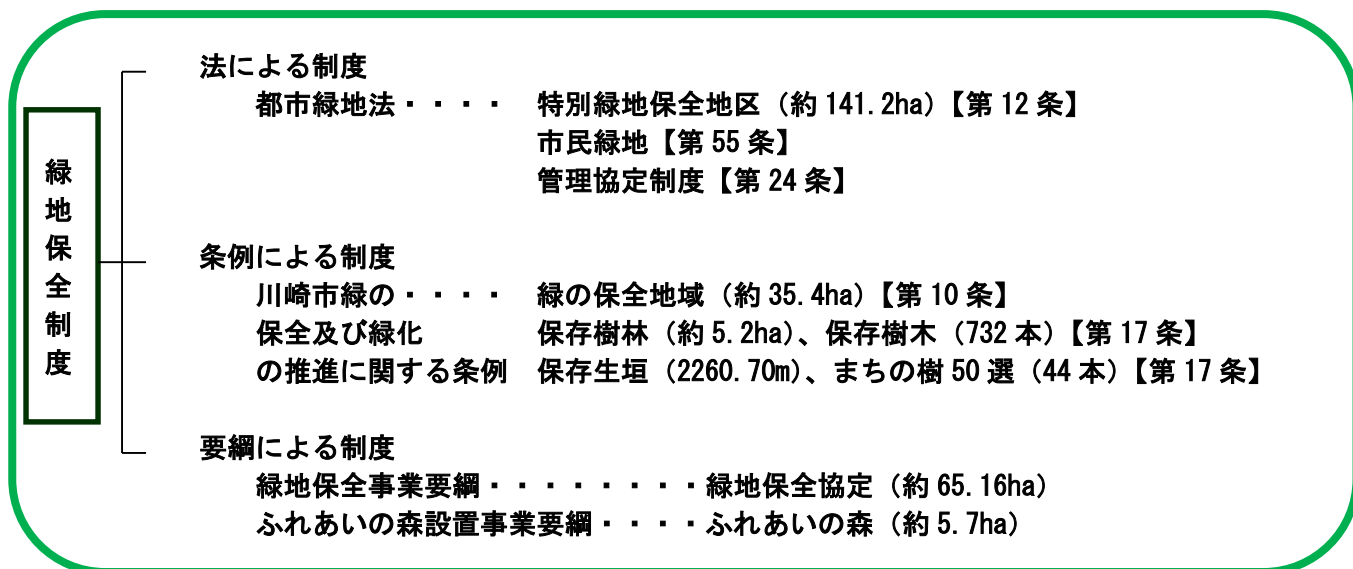 緑地保全制度
法による制度
都市緑地法・・・・ 特別緑地保全地区（約 141.2ha）【第 12 条】
市民緑地【第 55 条】
管理協定制度【第 24 条】
条例による制度
川崎市緑の・・・・ 緑の保全地域（約 35.4ha）【第 10 条】
保全及び緑化 保存樹林（約 5.2ha）、保存樹木（732 本）【第 17 条】
の推進に関する条例 保存生垣（2260.70m）、まちの樹 50 選（44 本）【第 17 条】
要綱による制度
緑地保全事業要綱・・・・・・・・緑地保全協定（約 65.16ha）
ふれあいの森設置事業要綱・・・・ふれあいの森（約 5.7ha）